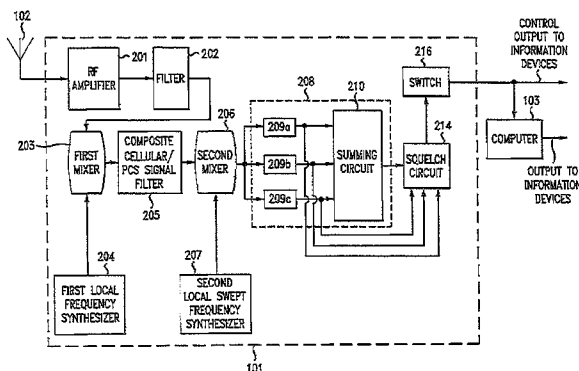 102
201
202
RF
AMPLIFIER
FILTER
216
SWITCH
CONTROL
OUTPUT TO
INFORMATION
DEVICES
208
210
206
103
COMPUTER
214
203
FIRST
MIXER
COMPOSITE
CELLULAR/
PCS SIGNAL
FILTER
205
SECOND
MIXER
209a
209b
209c
SUMMING
CIRCUIT
SQUELCH
CIRCUIT
OUTPUT TO
INFORMATION
DEVICES
204
FIRST LOCAL
FREQUENCY
SYNTHESIZER
207
SECOND
LOCAL SWEPT
FREQUENCY
SYNTHESIZER
101